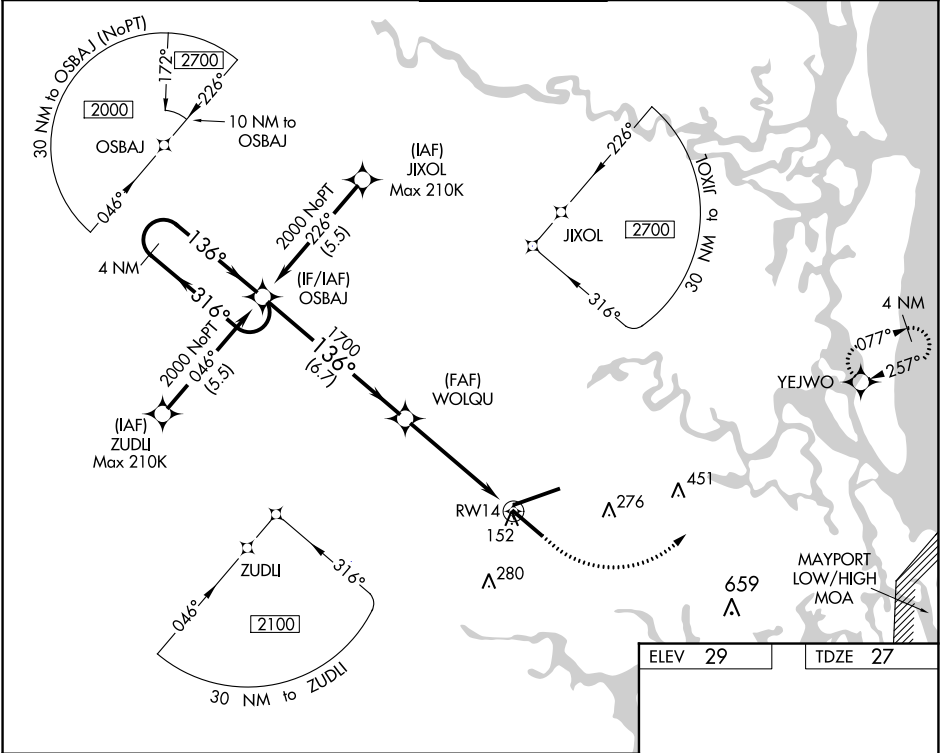 30 NM to OSBAJ (NoPT)
172°
2700
226°
2000
10 NM to
OSBAJ
OSBAJ
046°
(IAF)
JIXOL
Max 210K
2000 NoPT
226°
(5.5)
136°
4 NM
316°
(IF/IAF)
OSBAJ
2000 NoPT
046°
(5.5)
(IAF)
ZUDLI
Max 210K
1700
136°
(6.7)
(FAF)
WOLQU
226°
JIXOL
2700
30 NM to JIXOL
316°
4 NM
077°
257°
YEJWO
RW14
152
276
451
280
659
MAYPORT
LOW/HIGH
MOA
ZUDLI
046°
316°
2100
30 NM to ZUDLI
ELEV 29
TDZE 27